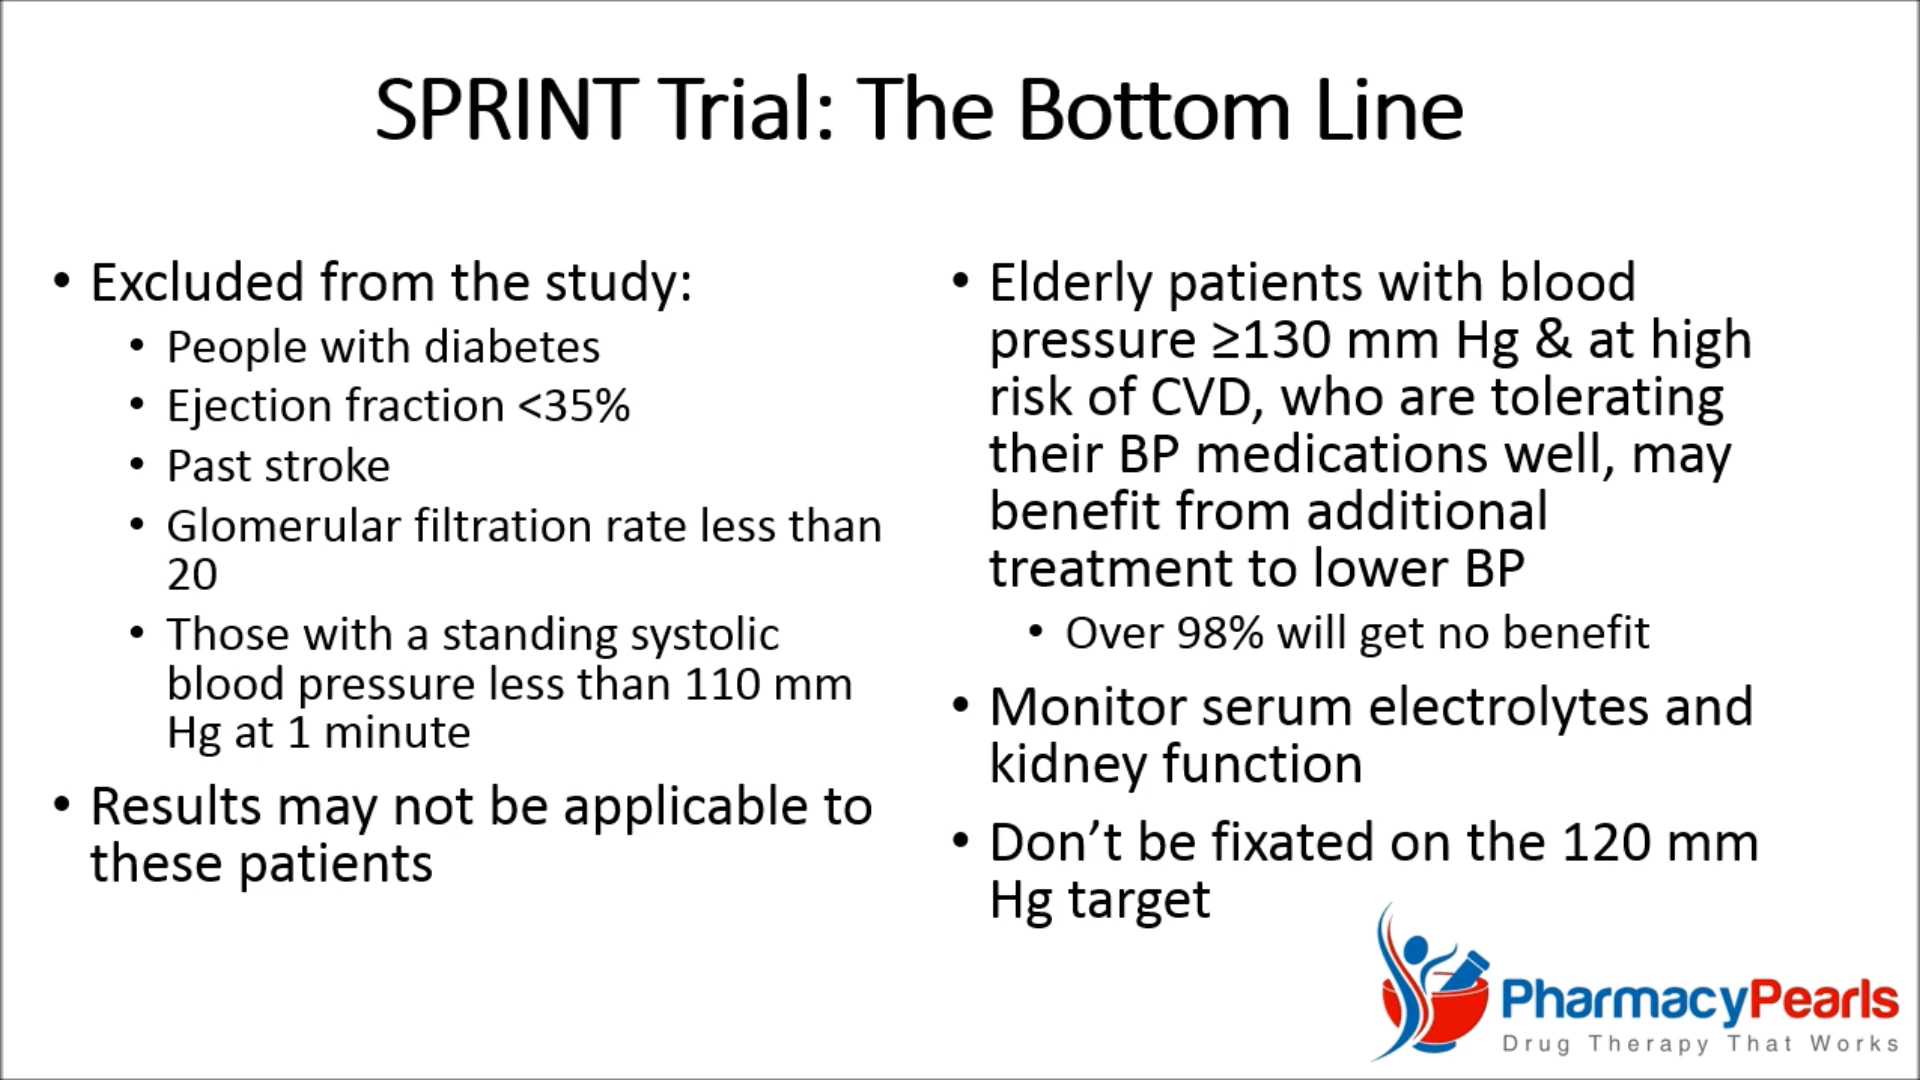 SPRINT Trial: The Bottom Line
• Excluded from the study:
• People with diabetes
• Ejection fraction <35%
• Past stroke
• Glomerular filtration rate less than
20
• Those with a standing systolic
blood pressure less than 110 mm
Hg at 1 minute
• Results may not be applicable to
these patients
• Elderly patients with blood
pressure ≥130 mm Hg & at high
risk of CVD, who are tolerating
their BP medications well, may
benefit from additional
treatment to lower BP
• Over 98% will get no benefit
• Monitor serum electrolytes and
kidney function
• Don’t be fixated on the 120 mm
Hg target
PharmacyPearls
Drug Therapy That Works